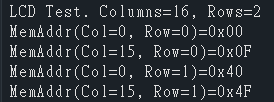 LCD Test. Columns=16, Rows=2
MemAddr(Col=0, Row=0)=0x00
MemAddr(Col=15, Row=0)=0x0F
MemAddr(Col=0, Row=1)=0x40
MemAddr(Col=15, Row=1)=0x4F